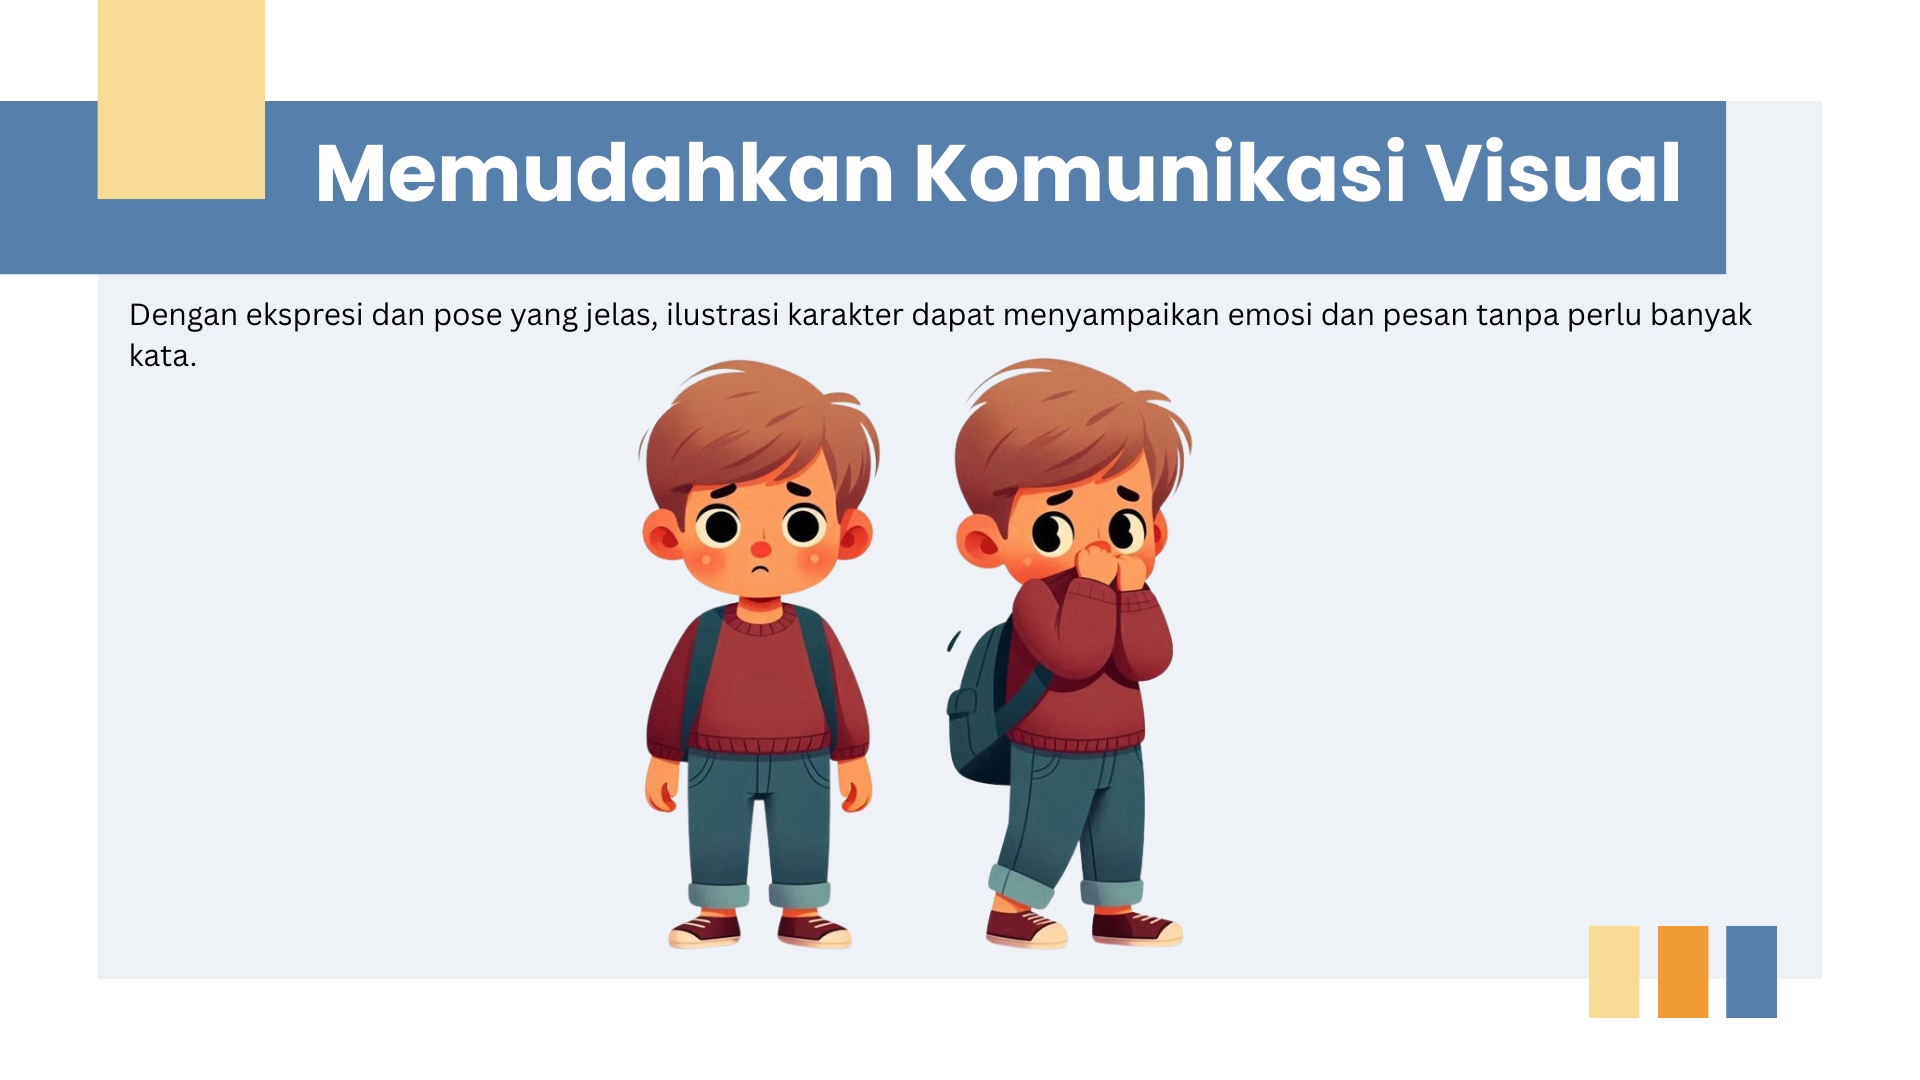 Memudahkan Komunikasi Visual
Dengan ekspresi dan pose yang jelas, ilustrasi karakter dapat menyampaikan emosi dan pesan tanpa perlu banyak
kata.